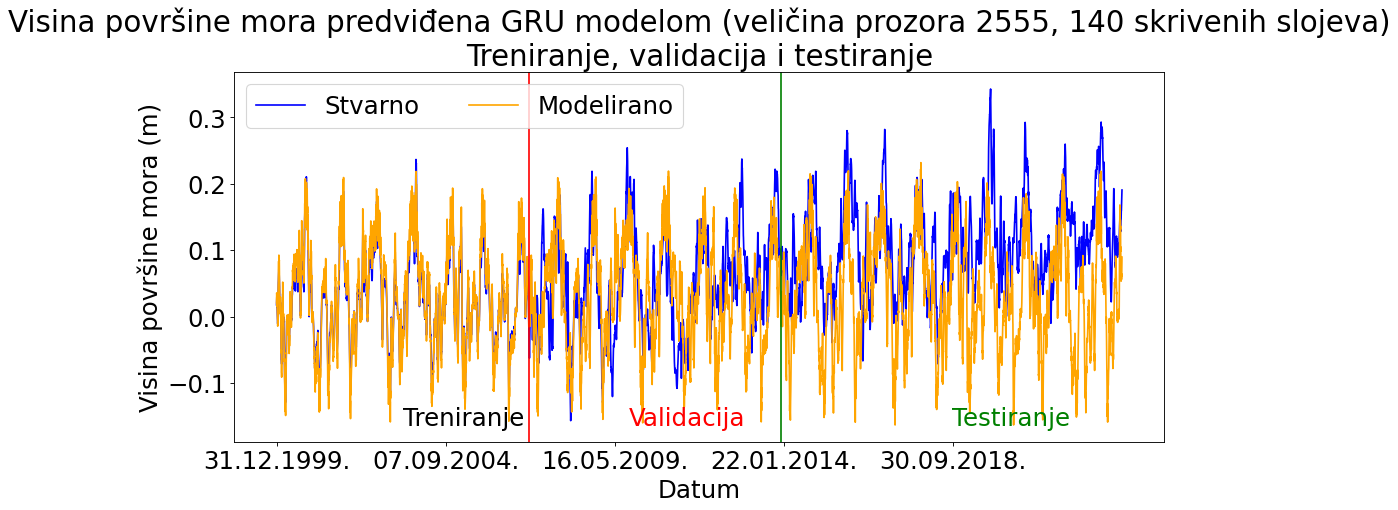 Visina površine mora predviđena GRU modelom (veličina prozora 2555, 140 skrivenih slojeva)
Treniranje, validacija i testiranje
Stvarno
Modelirano
Visina površine mora (m)
0.3
0.2
0.1
0.0
−0.1
Treniranje
Validacija
Testiranje
31.12.1999.
07.09.2004.
16.05.2009.
22.01.2014.
30.09.2018.
Datum